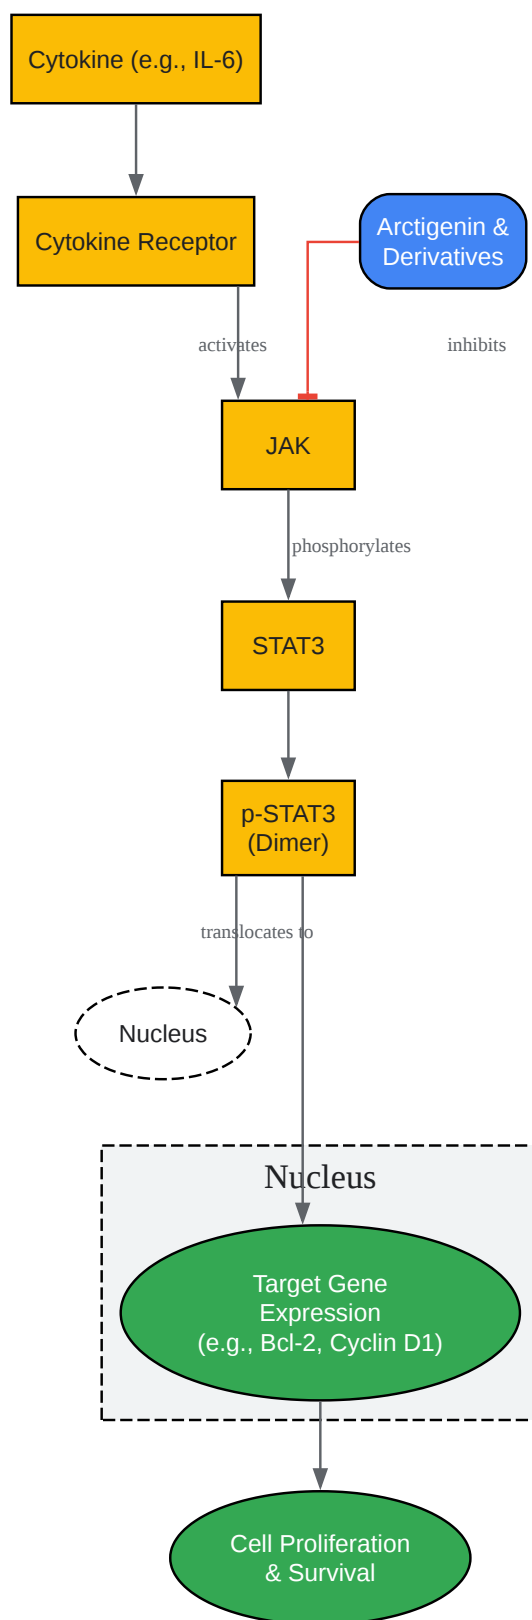 Cytokine (e.g., IL-6)
Cytokine Receptor
Arctigenin &
Derivatives
activates
inhibits
JAK
phosphorylates
STAT3
p-STAT3
(Dimer)
translocates to
Nucleus
Nucleus
Target Gene
Expression
(e.g., Bcl-2, Cyclin D1)
Cell Proliferation
& Survival